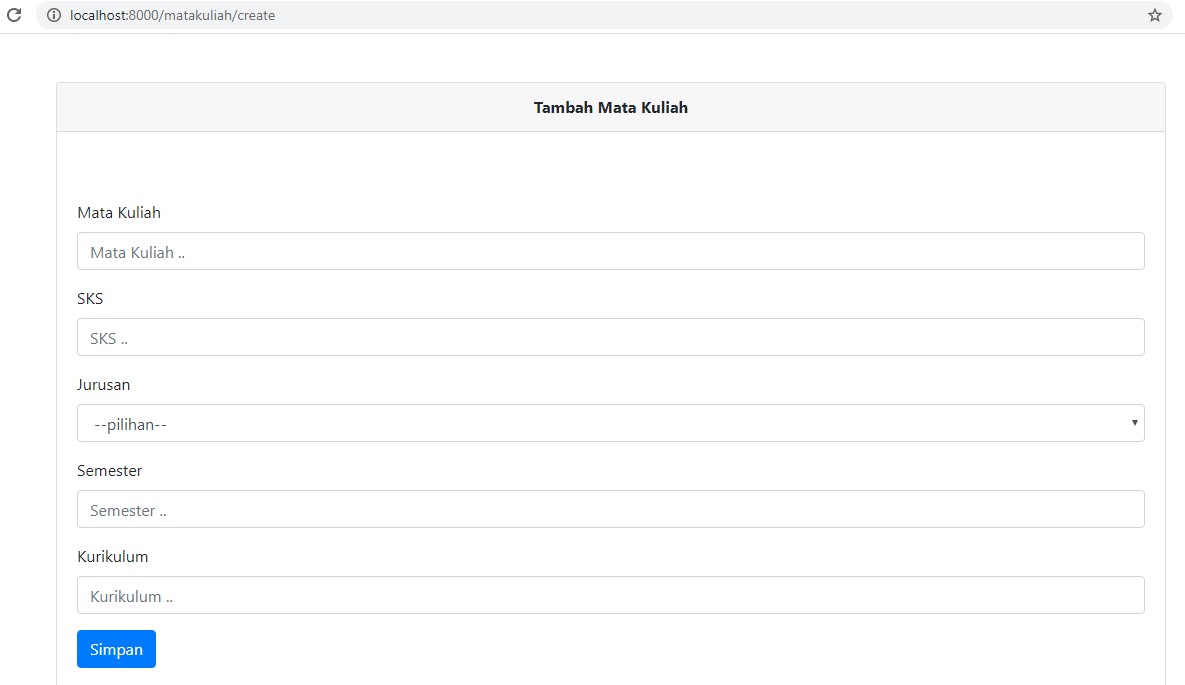 localhost:8000/matakuliah/create
Tambah Mata Kuliah
Mata Kuliah
Mata Kuliah ..
SKS
SKS ..
Jurusan
--pilihan--
Semester
Semester ..
Kurikulum
Kurikulum ..
Simpan